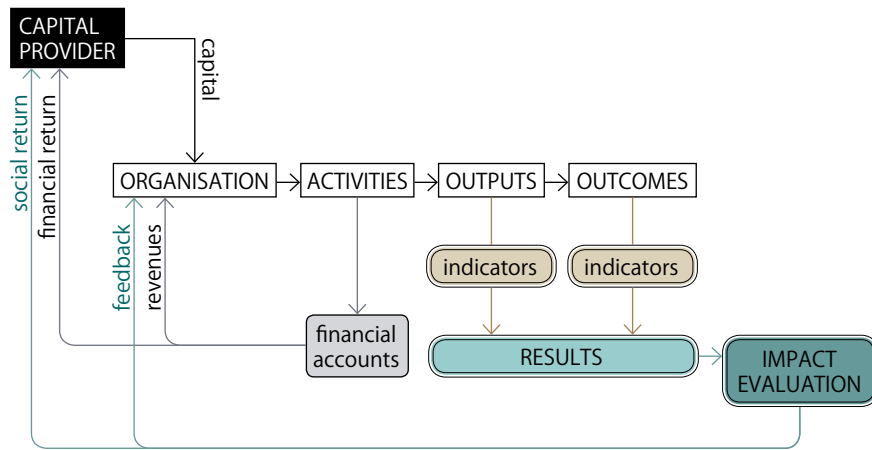 CAPITAL
PROVIDER
capital
social return
financial return
ORGANISATION
ACTIVITIES
OUTPUTS
OUTCOMES
feedback
revenues
indicators
indicators
financial
accounts
RESULTS
IMPACT
EVALUATION